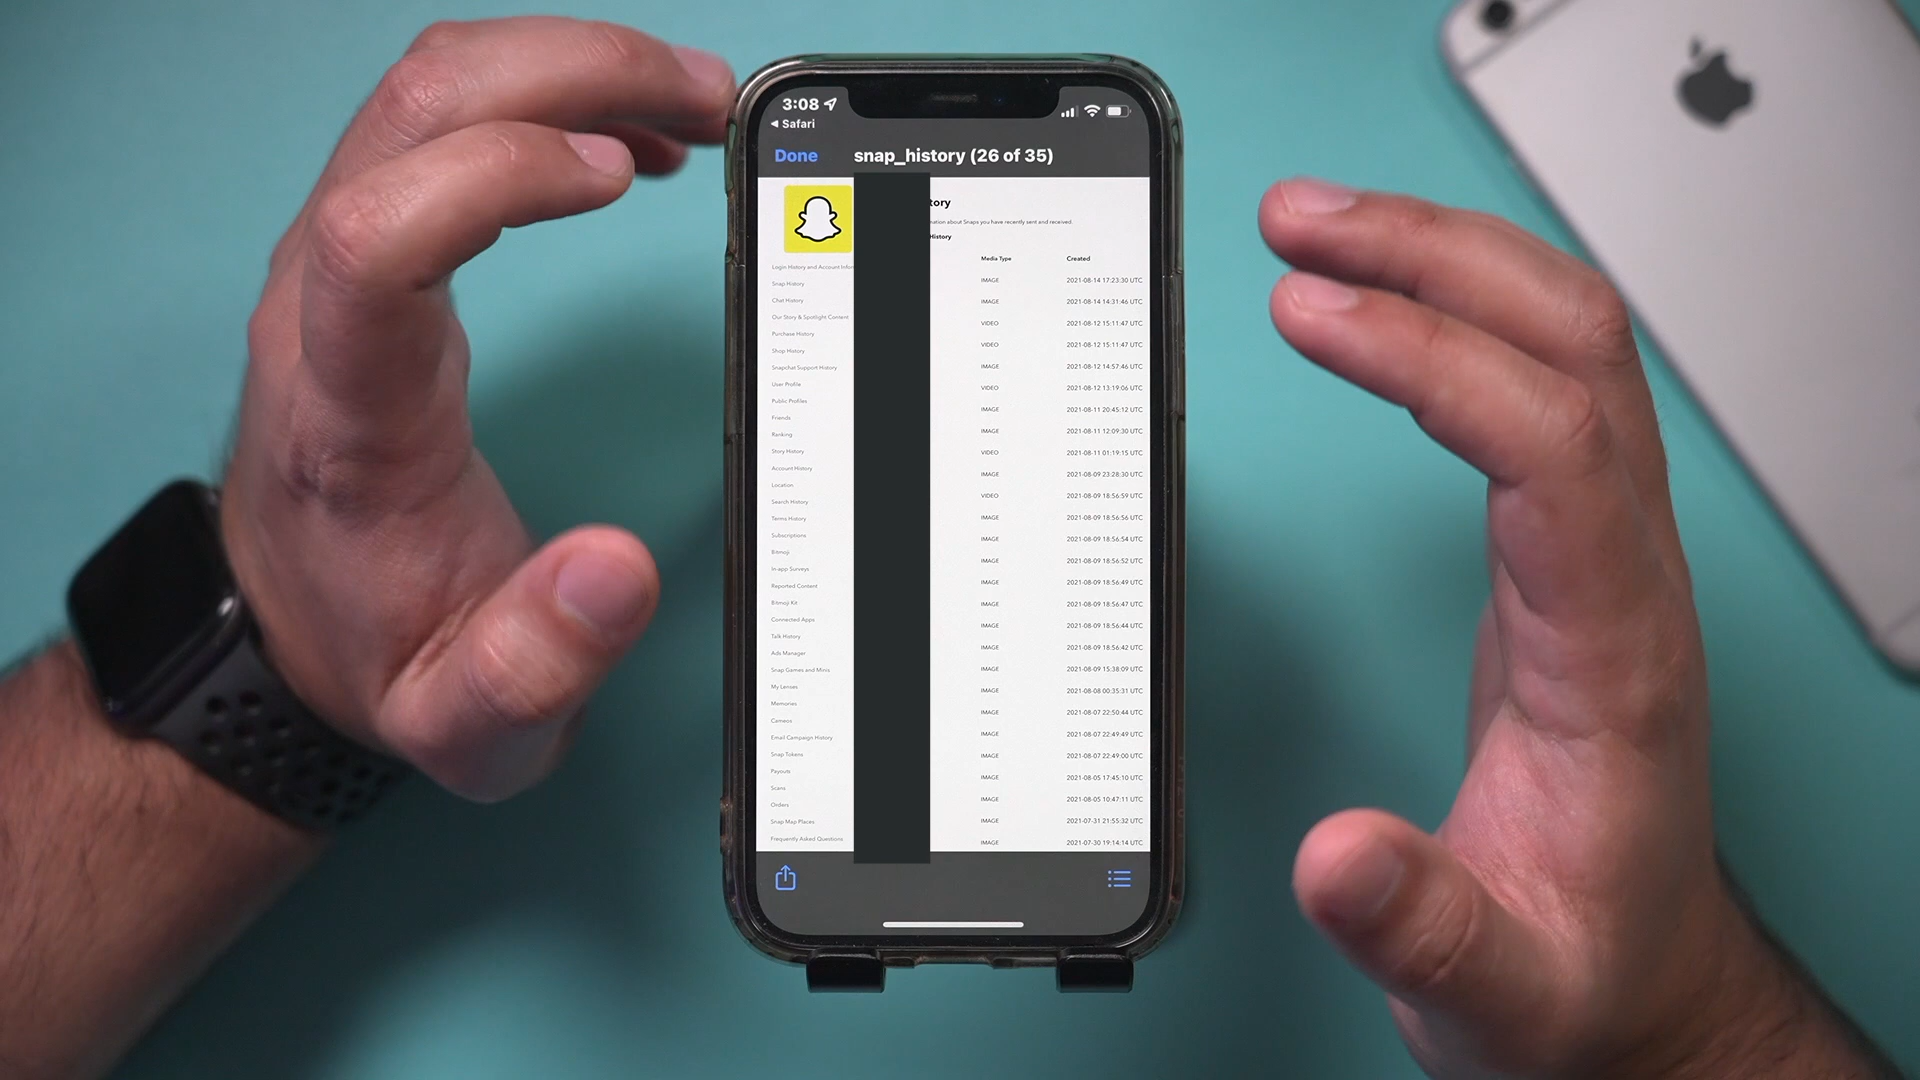 3:08
◀ Safari
Done snap_history (26 of 35)
tory
mation about Snaps you have recently sent and received.
History
Media Type Created
Login History and Account Infor
IMAGE 2021-08-14 17:23:30 UTC
Snap History
Chat History
IMAGE 2021-08-14 14:31:46 UTC
Our Story & Spotlight Content
VIDEO 2021-08-12 15:11:47 UTC
Purchase History
VIDEO 2021-08-12 15:11:47 UTC
Shop History
Snapchat Support History
IMAGE 2021-08-12 14:57:46 UTC
User Profile
VIDEO 2021-08-12 13:19:06 UTC
Public Profiles
IMAGE 2021-08-11 20:45:12 UTC
Friends
Ranking
IMAGE 2021-08-11 12:09:30 UTC
Story History
VIDEO 2021-08-11 01:19:15 UTC
Account History
IMAGE 2021-08-09 23:28:30 UTC
Location
VIDEO 2021-08-09 18:56:59 UTC
Search History
Terms History
IMAGE 2021-08-09 18:56:56 UTC
Subscriptions
IMAGE 2021-08-09 18:56:54 UTC
Bitmoji
IMAGE 2021-08-09 18:56:52 UTC
In-app Surveys
Reported Content
IMAGE 2021-08-09 18:56:49 UTC
Bitmoji Kit
IMAGE 2021-08-09 18:56:47 UTC
Connected Apps
IMAGE 2021-08-09 18:56:44 UTC
Talk History
Ads Manager
IMAGE 2021-08-09 18:56:42 UTC
Snap Games and Minis
IMAGE 2021-08-09 15:38:09 UTC
My Lenses
IMAGE 2021-08-08 00:35:31 UTC
Memories
IMAGE 2021-08-07 22:50:44 UTC
Cameos
Email Campaign History
IMAGE 2021-08-07 22:49:49 UTC
Snap Tokens
IMAGE 2021-08-07 22:49:00 UTC
Payouts
IMAGE 2021-08-05 17:45:10 UTC
Scans
Orders
IMAGE 2021-08-05 10:47:11 UTC
Snap Map Places
IMAGE 2021-07-31 21:55:32 UTC
Frequently Asked Questions
IMAGE 2021-07-30 19:14:14 UTC